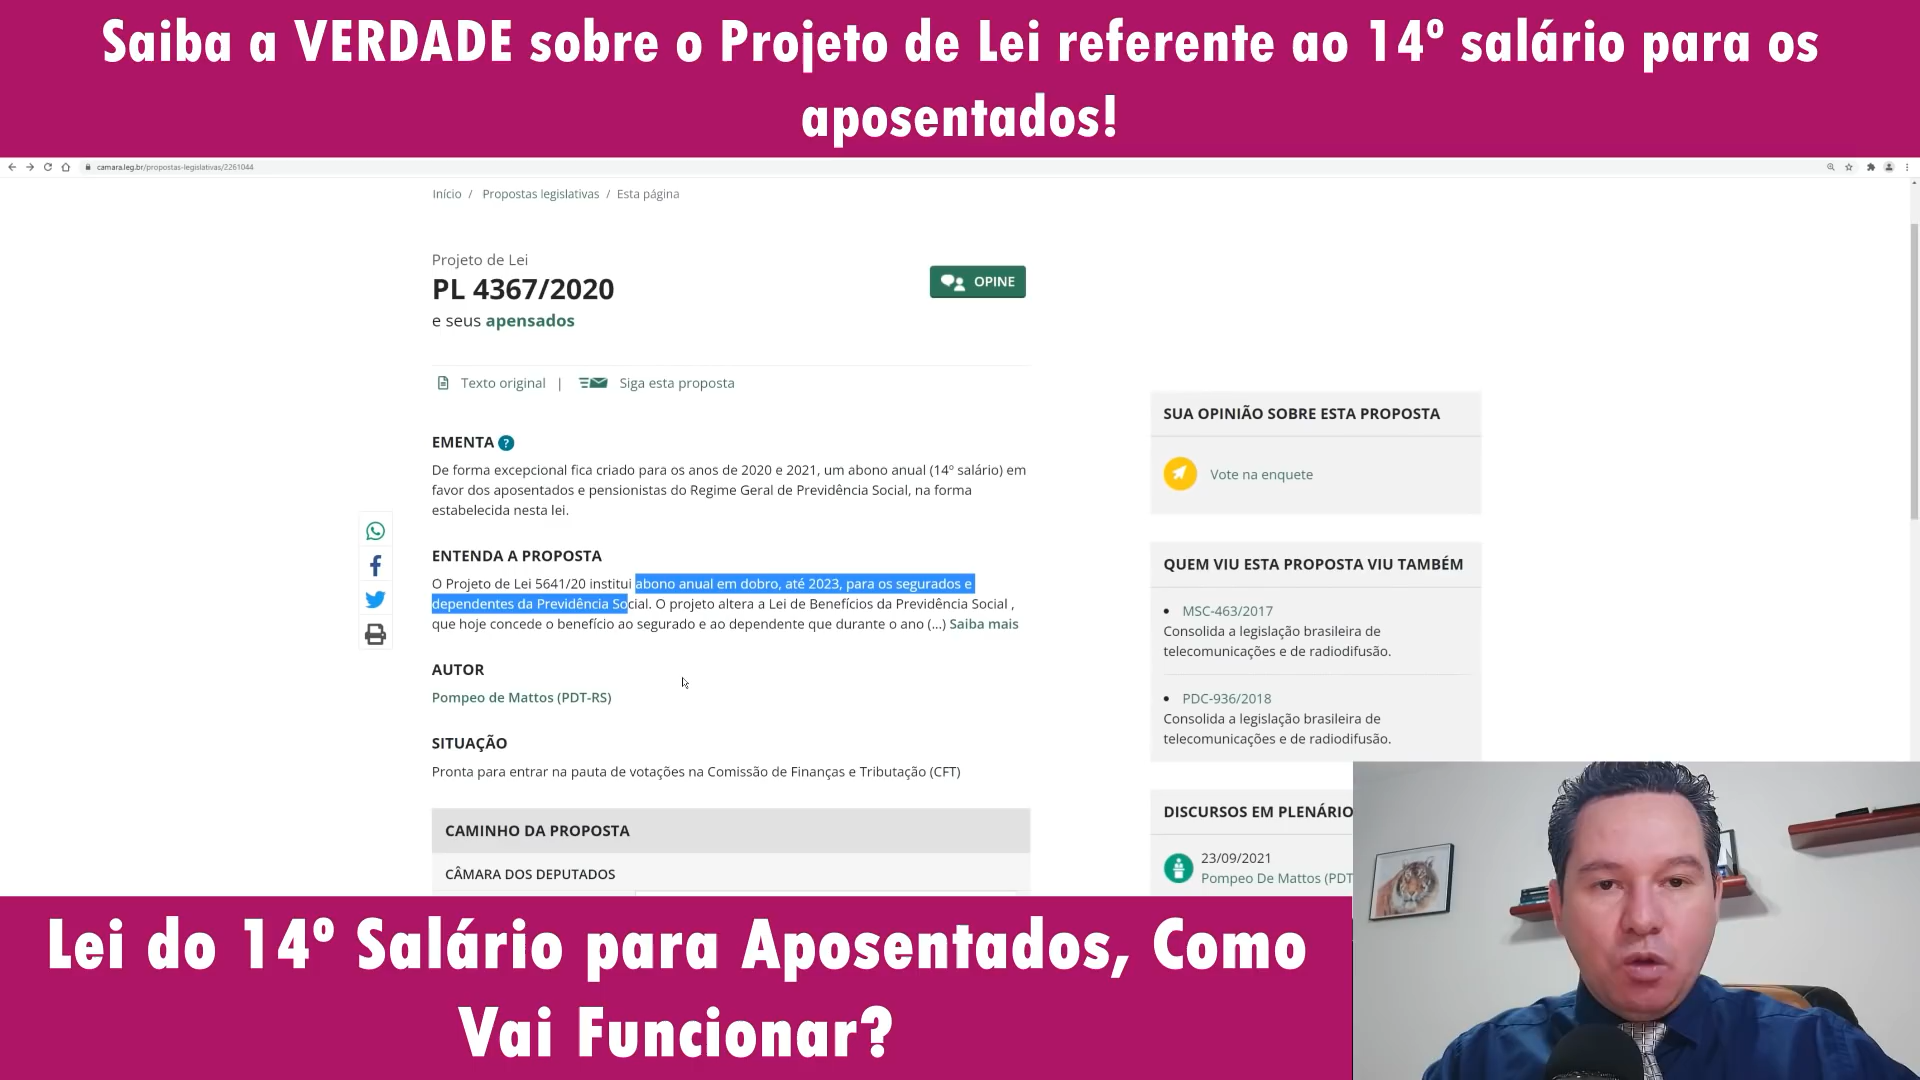 Saiba a VERDADE sobre o Projeto de Lei referente ao 14º salário para os
aposentados!
camara.leg.br/propostas-legislativas/2261044
Início / Propostas legislativas / Esta página
Projeto de Lei
PL 4367/2020
OPINE
e seus apensados
Texto original | Siga esta proposta
EMENTA ?
De forma excepcional fica criado para os anos de 2020 e 2021, um abono anual (14º salário) em
favor dos aposentados e pensionistas do Regime Geral de Previdência Social, na forma
estabelecida nesta lei.
ENTENDA A PROPOSTA
O Projeto de Lei 5641/20 institui abono anual em dobro, até 2023, para os segurados e
dependentes da Previdência Social. O projeto altera a Lei de Benefícios da Previdência Social ,
que hoje concede o benefício ao segurado e ao dependente que durante o ano (...) Saiba mais
AUTOR
Pompeo de Mattos (PDT-RS)
SITUAÇÃO
Pronta para entrar na pauta de votações na Comissão de Finanças e Tributação (CFT)
CAMINHO DA PROPOSTA
CÂMARA DOS DEPUTADOS
SUA OPINIÃO SOBRE ESTA PROPOSTA
Vote na enquete
QUEM VIU ESTA PROPOSTA VIU TAMBÉM
MSC-463/2017
Consolida a legislação brasileira de
telecomunicações e de radiodifusão.
PDC-936/2018
Consolida a legislação brasileira de
telecomunicações e de radiodifusão.
DISCURSOS EM PLENÁRIO
23/09/2021
Pompeo De Mattos (PDT
Lei do 14º Salário para Aposentados, Como
Vai Funcionar?